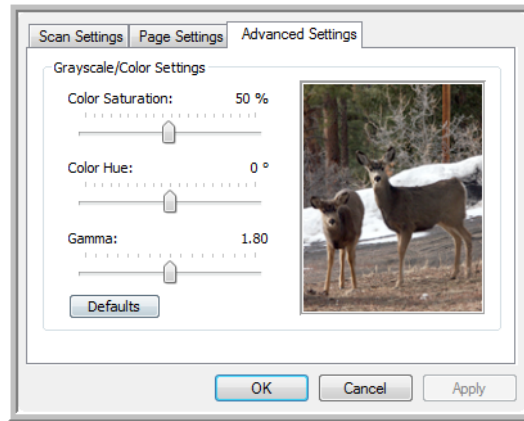 Scan Settings Page Settings Advanced Settings
Grayscale/Color Settings
Color Saturation: 50 %
Color Hue: 0 °
Gamma: 1.80
Defaults
OK Cancel Apply